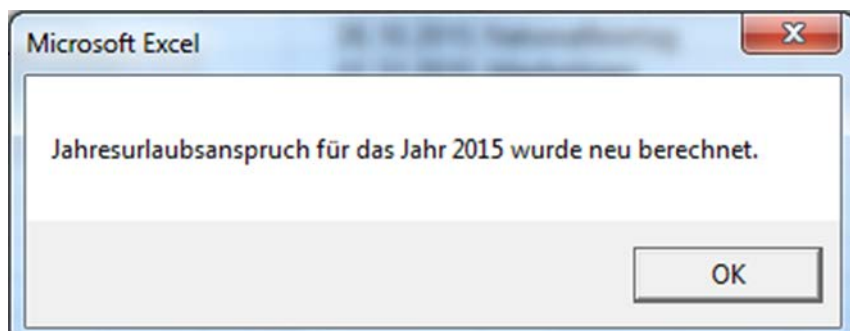 Microsoft Excel
Jahresurlaubsanspruch für das Jahr 2015 wurde neu berechnet.
OK